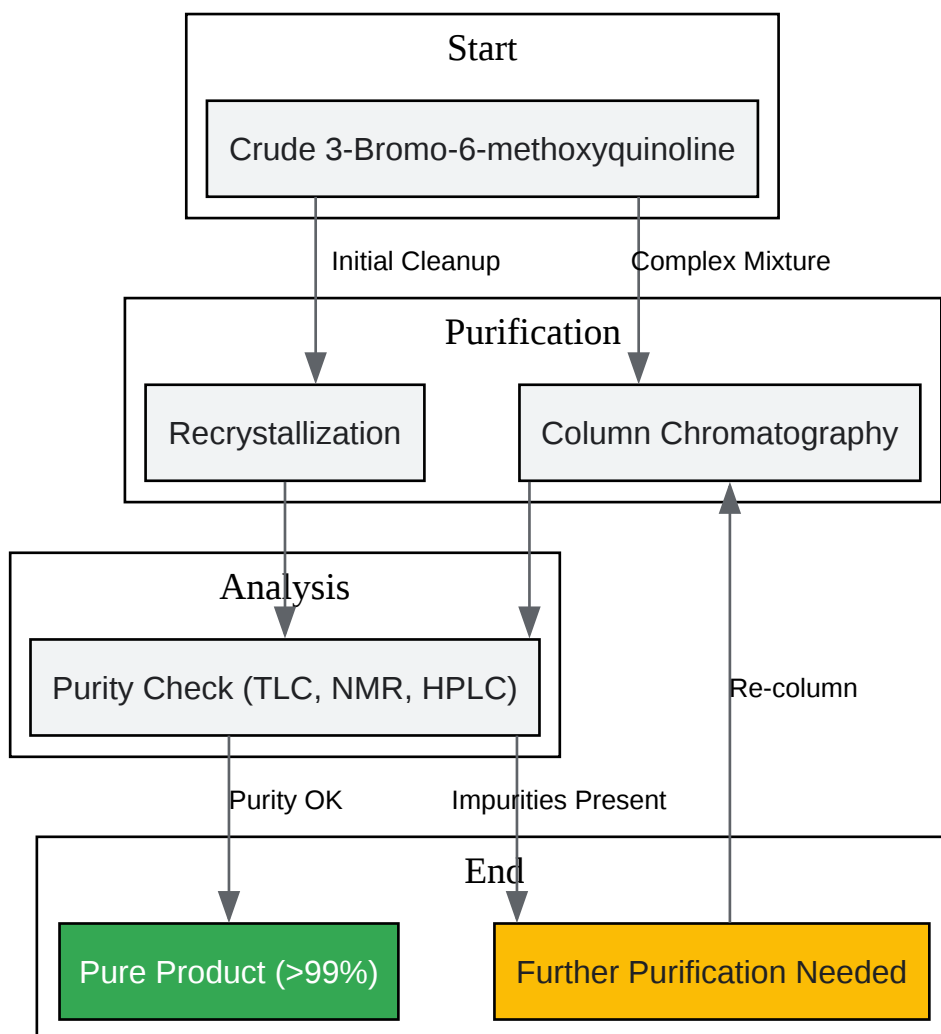 Start
Crude 3-Bromo-6-methoxyquinoline
Initial Cleanup
Complex Mixture
Purification
Recrystallization
Column Chromatography
Analysis
Purity Check (TLC, NMR, HPLC)
Re-column
Purity OK
Impurities Present
End
Pure Product (>99%)
Further Purification Needed